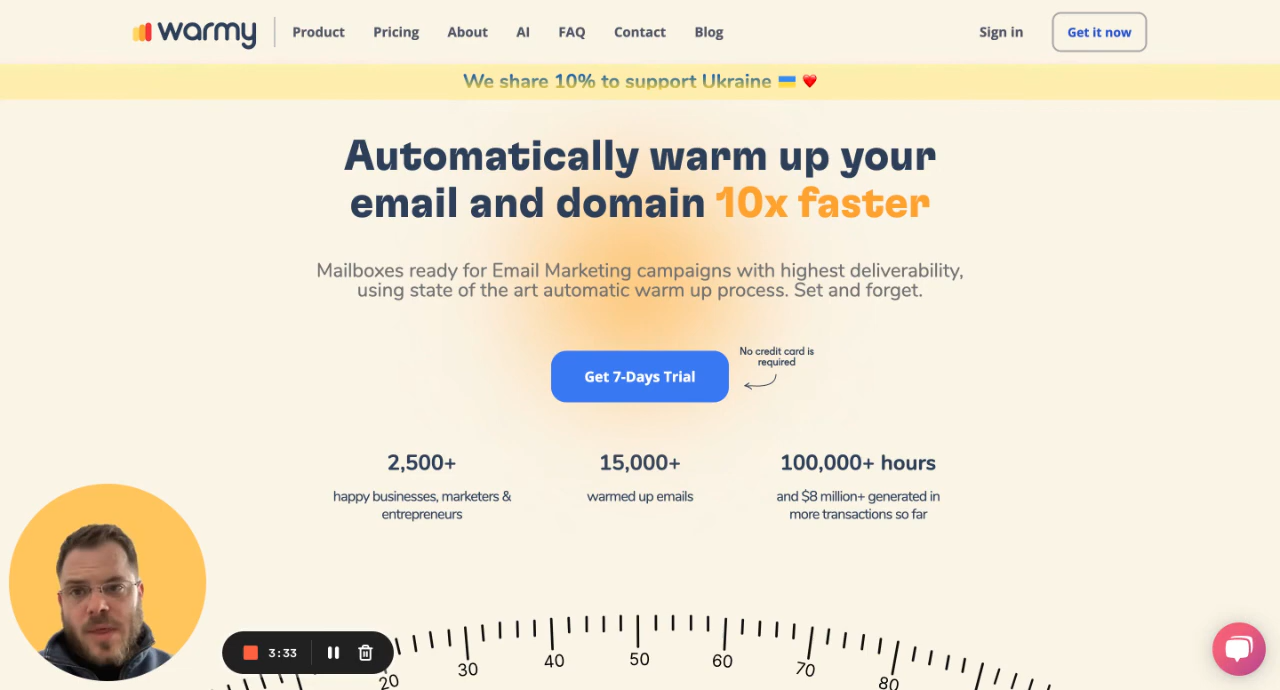 warmy
Product
Pricing
About
AI
FAQ
Contact
Blog
Sign in
Get it now
We share 10% to support Ukraine 🇺🇦 ❤️
Automatically warm up your
email and domain 10x faster
Mailboxes ready for Email Marketing campaigns with highest deliverability,
using state of the art automatic warm up process. Set and forget.
Get 7-Days Trial
No credit card is
required
2,500+
happy businesses, marketers &
entrepreneurs
15,000+
warmed up emails
100,000+ hours
and $8 million+ generated in
more transactions so far
3:33
20
30
40
50
60
70
80